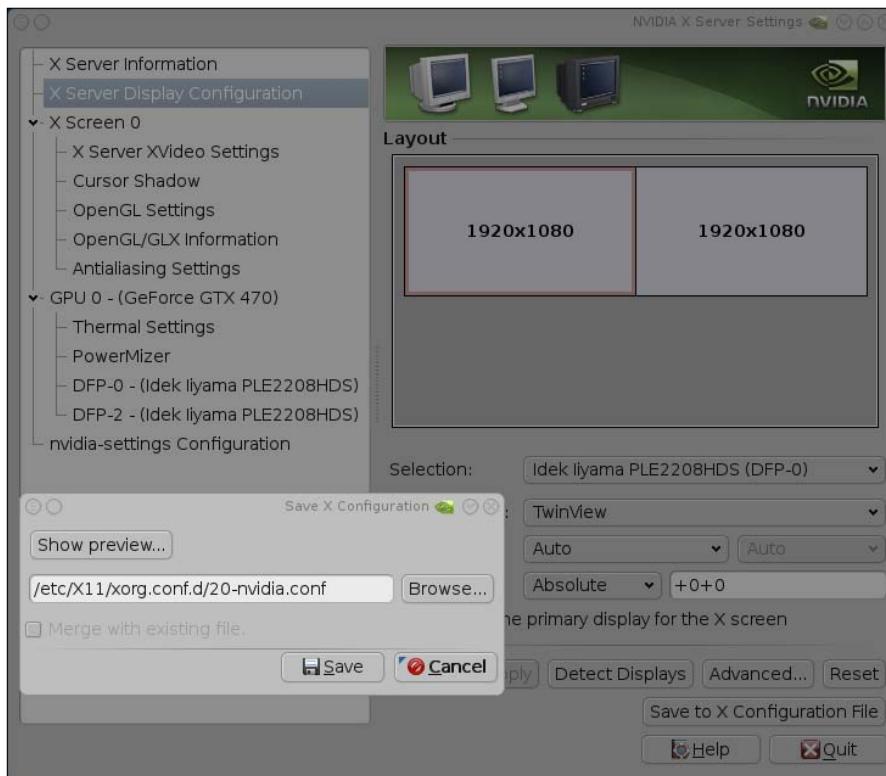 NVIDIA X Server Settings
X Server Information
X Server Display Configuration
X Screen 0
X Server XVideo Settings
Cursor Shadow
OpenGL Settings
OpenGL/GLX Information
Antialiasing Settings
GPU 0 - (GeForce GTX 470)
Thermal Settings
PowerMizer
DFP-0 - (Idek Iiyama PLE2208HDS)
DFP-2 - (Idek Iiyama PLE2208HDS)
nvidia-settings Configuration
NVIDIA
Layout
1920x1080
1920x1080
Selection:
Idek Iiyama PLE2208HDS (DFP-0)
:
TwinView
Auto
Auto
Absolute
+0+0
e primary display for the X screen
ply
Detect Displays
Advanced...
Reset
Save to X Configuration File
Help
Quit
Save X Configuration
Show preview...
/etc/X11/xorg.conf.d/20-nvidia.conf
Browse...
Merge with existing file.
Save
Cancel